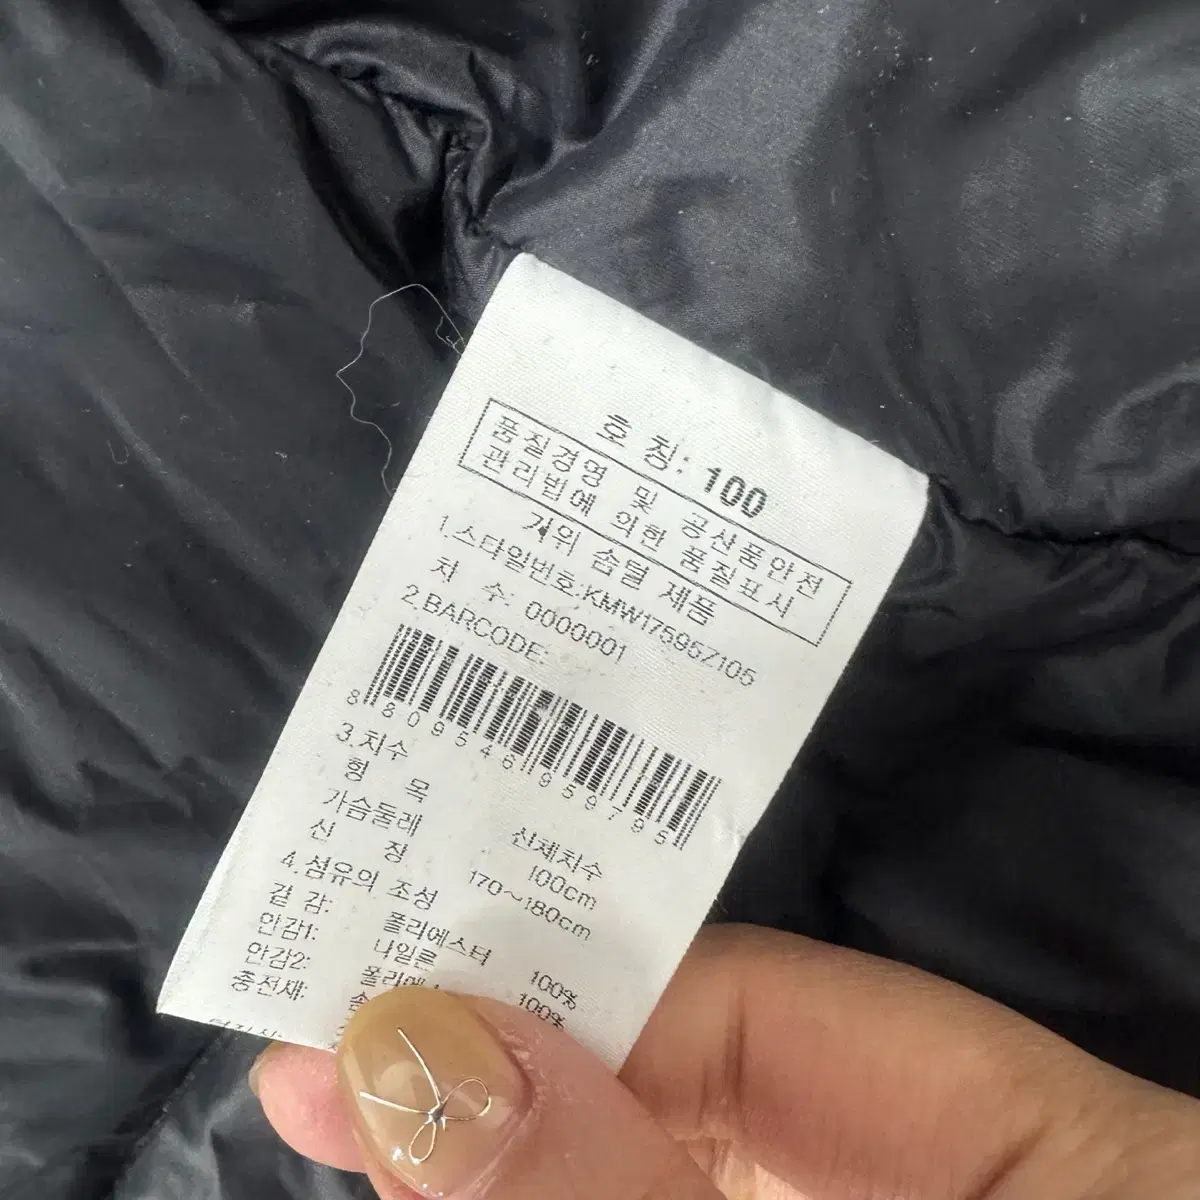 호 칭: 100
품질경영 및 공산품안전
관리법에 의한 품질표시
거위 솜털 제품
1.스타일번호:KMW17595Z105
치 수: 0000001
2.BARCODE:
8809546959795
3.치수
항 목 신체치수
가슴둘레 100cm
신 장 170~180cm
4.섬유의 조성
겉 감: 폴리에스터 100%
안감1: 나일론 100%
안감2:
충전재: